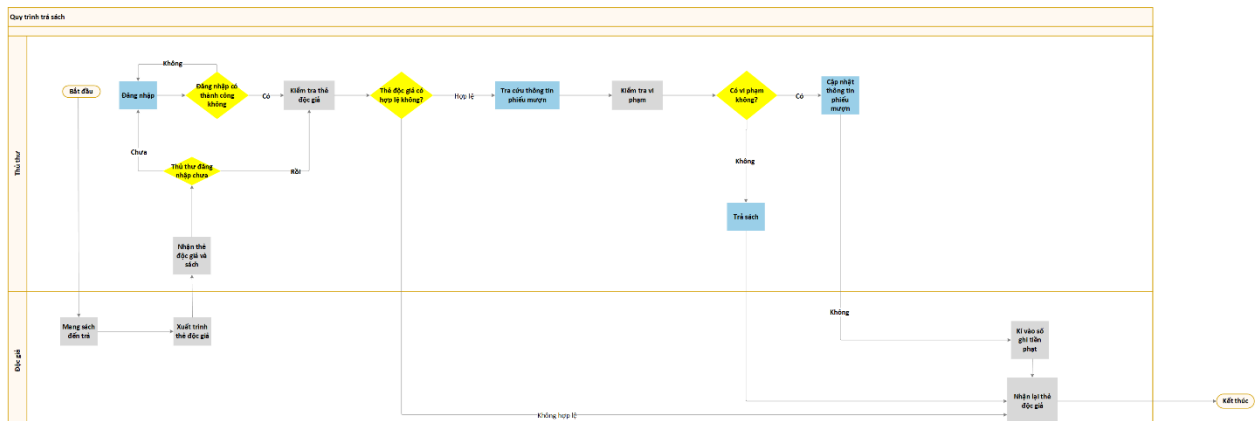 Quy trình trả sách
Thủ thư
Bắt đầu
Không
Đăng nhập
Đăng nhập có
thành công
không
Có
Kiểm tra thẻ
độc giả
Thẻ độc giả có
hợp lệ không?
Hợp lệ
Tra cứu thông tin
phiếu mượn
Kiểm tra vi
phạm
Có vi phạm
không?
Có
Cập nhật
thông tin
phiếu
mượn
Chưa
Thủ thư đăng
nhập chưa
Rồi
Không
Trả sách
Nhận thẻ
độc giả và
sách
Độc giả
Mang sách
đến trả
Xuất trình
thẻ độc giả
Không
Kí vào sổ
ghi tiền
phạt
Nhận lại thẻ
độc giả
Không hợp lệ
Kết thúc